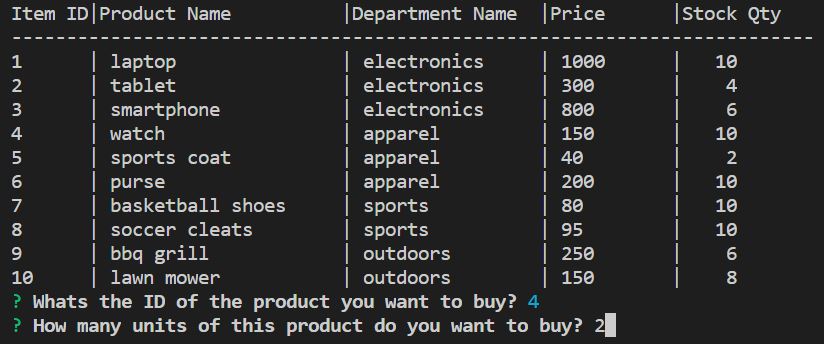 Item ID|Product Name          |Department Name  |Price      |Stock Qty
--------------------------------------------------------------------------
1      | laptop               | electronics     | 1000      |   10
2      | tablet               | electronics     | 300       |    4
3      | smartphone           | electronics     | 800       |    6
4      | watch                | apparel         | 150       |   10
5      | sports coat          | apparel         | 40        |    2
6      | purse                | apparel         | 200       |   10
7      | basketball shoes     | sports          | 80        |   10
8      | soccer cleats        | sports          | 95        |   10
9      | bbq grill            | outdoors        | 250       |    6
10     | lawn mower           | outdoors        | 150       |    8
? Whats the ID of the product you want to buy? 4
? How many units of this product do you want to buy? 2